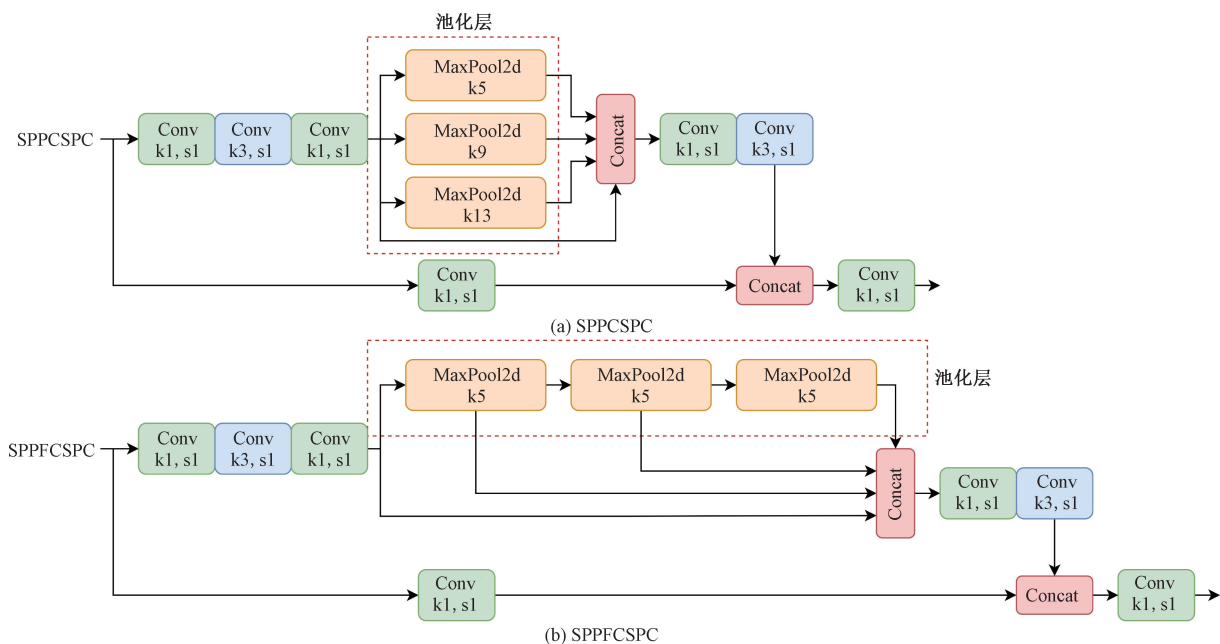 池化层
MaxPool2d
k5
SPPCSPC
Conv
k1, s1
Conv
k3, s1
Conv
k1, s1
MaxPool2d
k9
Concat
Conv
k1, s1
Conv
k3, s1
MaxPool2d
k13
Conv
k1, s1
Concat
Conv
k1, s1
(a) SPPCSPC
MaxPool2d
k5
MaxPool2d
k5
MaxPool2d
k5
池化层
SPPFCSPC
Conv
k1, s1
Conv
k3, s1
Conv
k1, s1
Concat
Conv
k1, s1
Conv
k3, s1
Conv
k1, s1
Concat
Conv
k1, s1
(b) SPPFCSPC